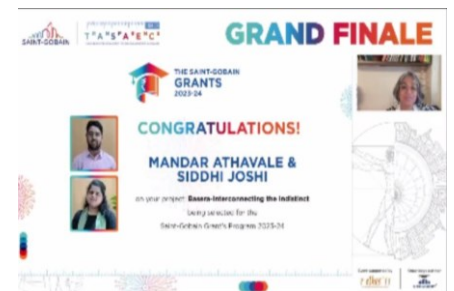 GRAND FINALE
SAINT-GOBAIN
THE SAINT-GOBAIN
GRANTS
2023-24
CONGRATULATIONS!
MANDAR ATHAVALE &
SIDDHI JOSHI
on your project: Basera-Interconnecting the Indistinct
being selected for the
Saint-Gobain Grant's Program 2023-24